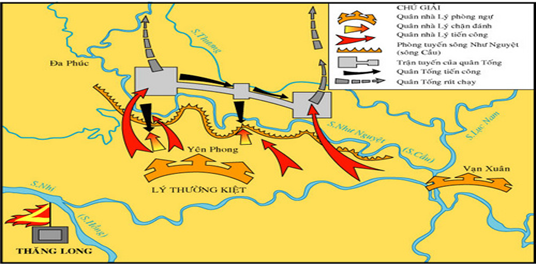 CHÚ GIẢI
Quân nhà Lý phòng ngự
Quân nhà Lý chặn đánh
Quân nhà Lý tiến công
Phòng tuyến sông Như Nguyệt
(sông Cầu)
Trận tuyến của quân Tống
Quân Tống tiến công
Quân Tống rút chạy
Đa Phúc
S.Thương
S.Như Nguyệt
(S.Cầu)
S.Lục Nam
Yên Phong
LÝ THƯỜNG KIỆT
Vạn Xuân
S.Nhị
(S.Hồng)
THĂNG LONG